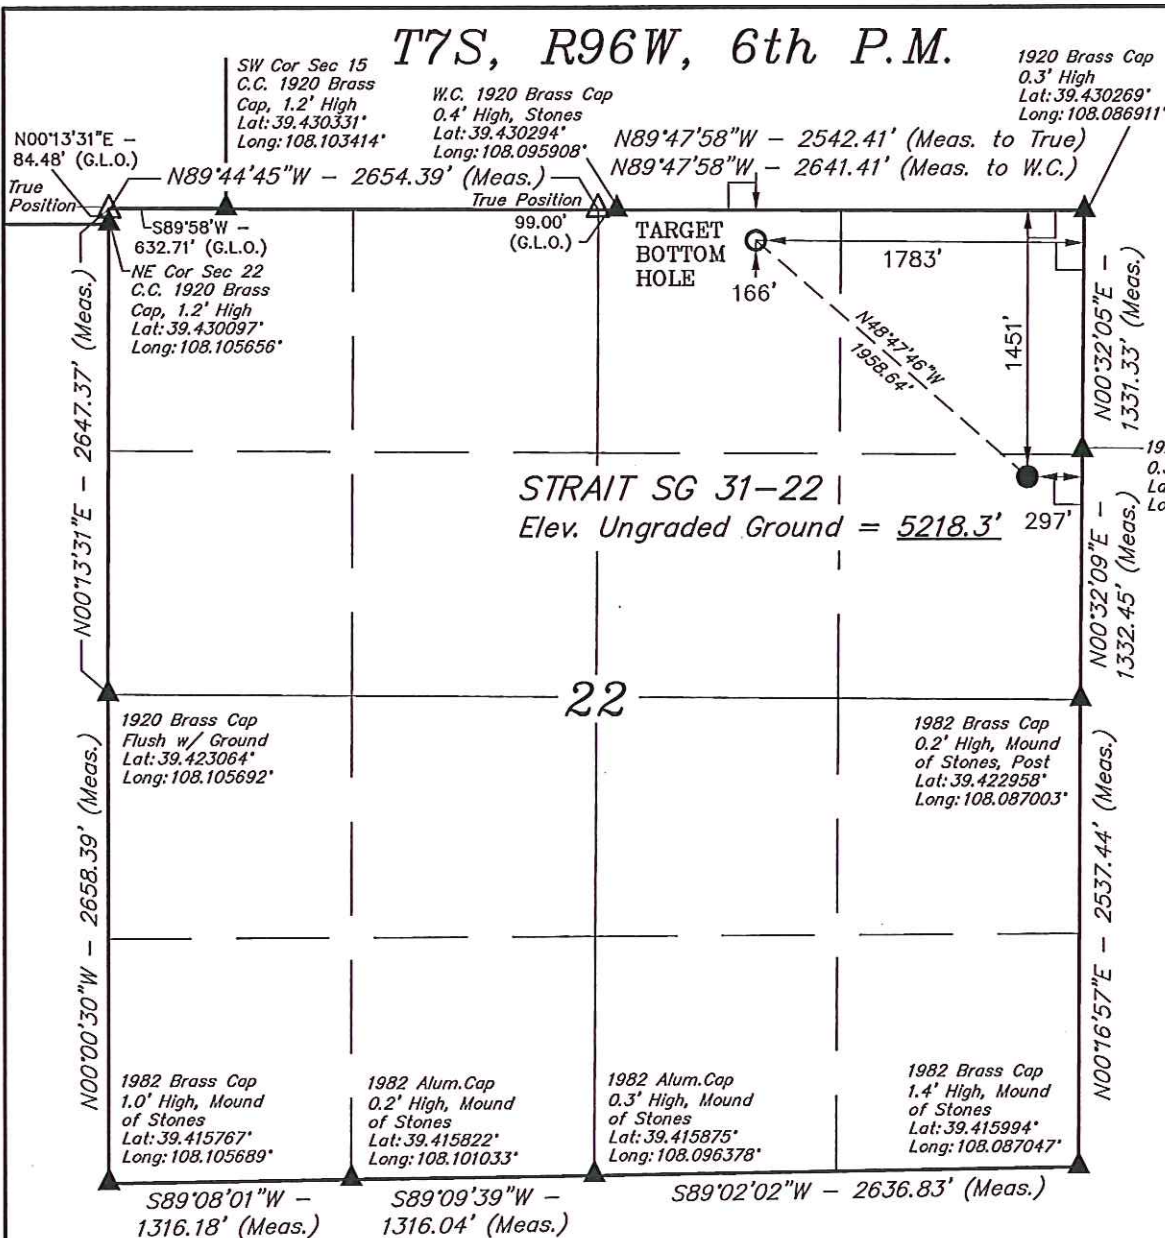 T7S, R96W, 6th P.M.
SW Cor Sec 15
C.C. 1920 Brass
Cap, 1.2' High
Lat:39.430331°
Long:108.103414°
W.C. 1920 Brass Cap
0.4' High, Stones
Lat:39.430294°
Long:108.095908°
1920 Brass Cap
0.3' High
Lat:39.430269°
Long:108.086911°
N00°13'31"E –
84.48' (G.L.O.)
True
Position
N89°44'45"W – 2654.39' (Meas.)
N89°47'58"W – 2542.41' (Meas. to True)
N89°47'58"W – 2641.41' (Meas. to W.C.)
True Position
99.00'
(G.L.O.)
S89°58'W –
632.71' (G.L.O.)
NE Cor Sec 22
C.C. 1920 Brass
Cap, 1.2' High
Lat:39.430097°
Long:108.105656°
TARGET
BOTTOM
HOLE
166'
1783'
1451'
N48°47'46"W
1958.64'
N00°32'05"E –
1331.33' (Meas.)
N00°13'31"E – 2647.37' (Meas.)
STRAIT SG 31–22
Elev. Ungraded Ground = 5218.3'
297'
N00°32'09"E –
1332.45' (Meas.)
22
1920 Brass Cap
Flush w/ Ground
Lat:39.423064°
Long:108.105692°
1982 Brass Cap
0.2' High, Mound
of Stones, Post
Lat:39.422958°
Long:108.087003°
N00°00'30"W – 2658.39' (Meas.)
N00°16'57"E – 2537.44' (Meas.)
1982 Brass Cap
1.0' High, Mound
of Stones
Lat:39.415767°
Long:108.105689°
1982 Alum.Cap
0.2' High, Mound
of Stones
Lat:39.415822°
Long:108.101033°
1982 Alum.Cap
0.3' High, Mound
of Stones
Lat:39.415875°
Long:108.096378°
1982 Brass Cap
1.4' High, Mound
of Stones
Lat:39.415994°
Long:108.087047°
S89°08'01"W –
1316.18' (Meas.)
S89°09'39"W –
1316.04' (Meas.)
S89°02'02"W – 2636.83' (Meas.)